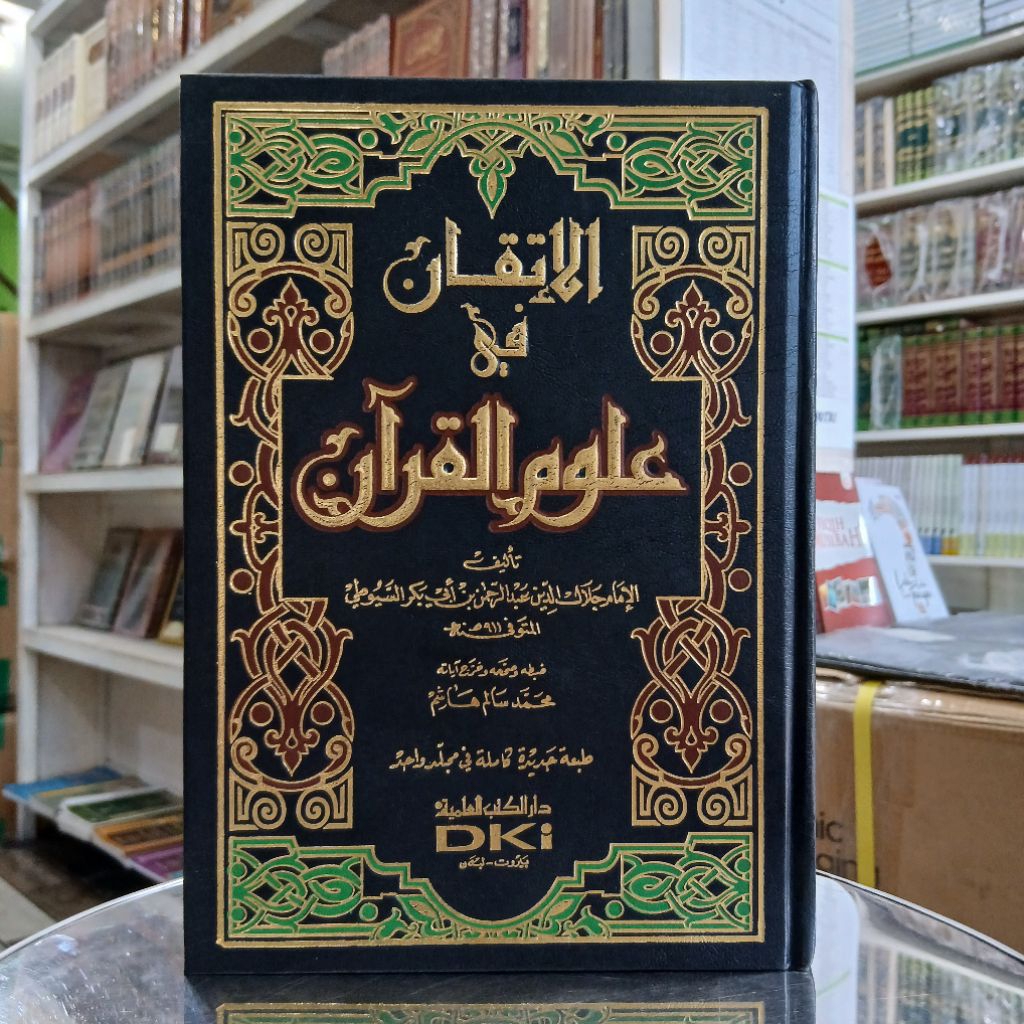 الإتقان
في
علوم القرآن
تأليف
الإمام جلال الدين عبد الرحمن بن أبي بكر السيوطي
المتوفى ٩١١ سنة هـ
ضبطه وصححه وخرج آياته
محمد سالم هاشم
طبعة جديدة كاملة في مجلد واحد
دار الكتب العلمية
DKi
بيروت - لبنان